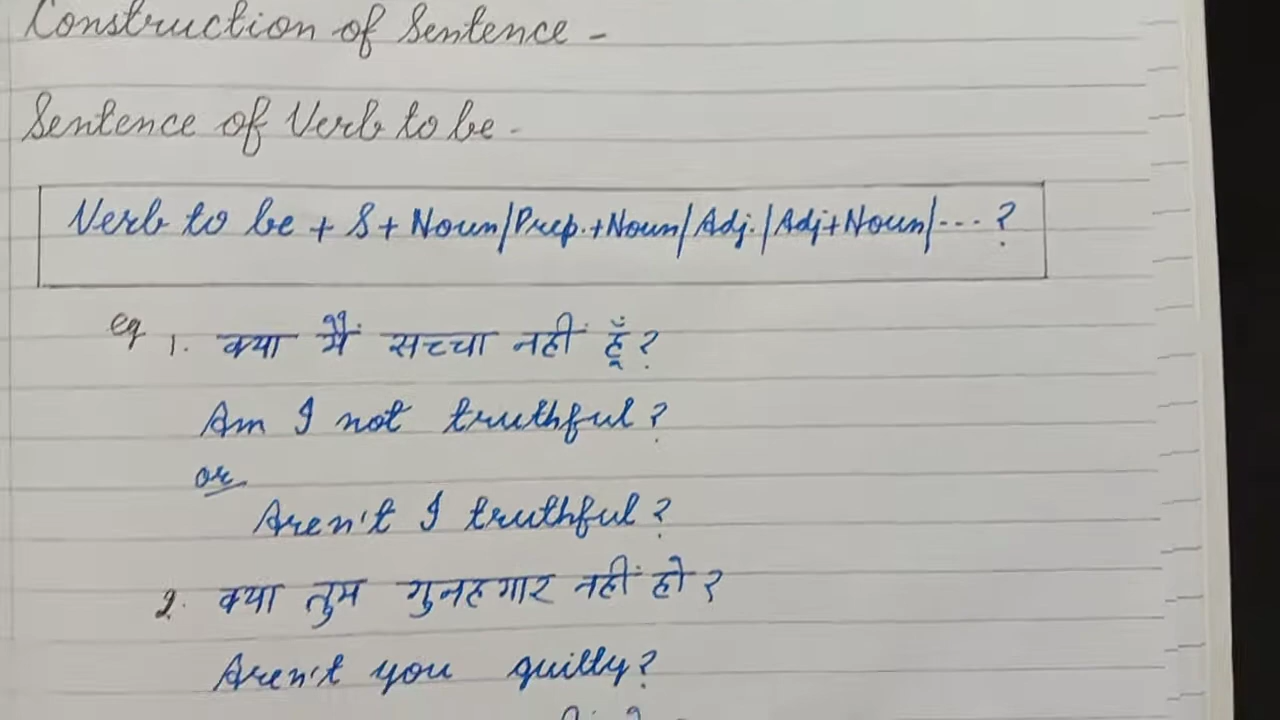 Construction of Sentence -
Sentence of Verb to be -
Verb to be + S + Noun/Prep.+Noun/Adj./Adj+Noun/--- ?
eg 1. क्या मैं सच्चा नहीं हूँ?
Am I not truthful?
or
Aren't I truthful?
2. क्या तुम गुनहगार नहीं हो?
Aren't you guilty?